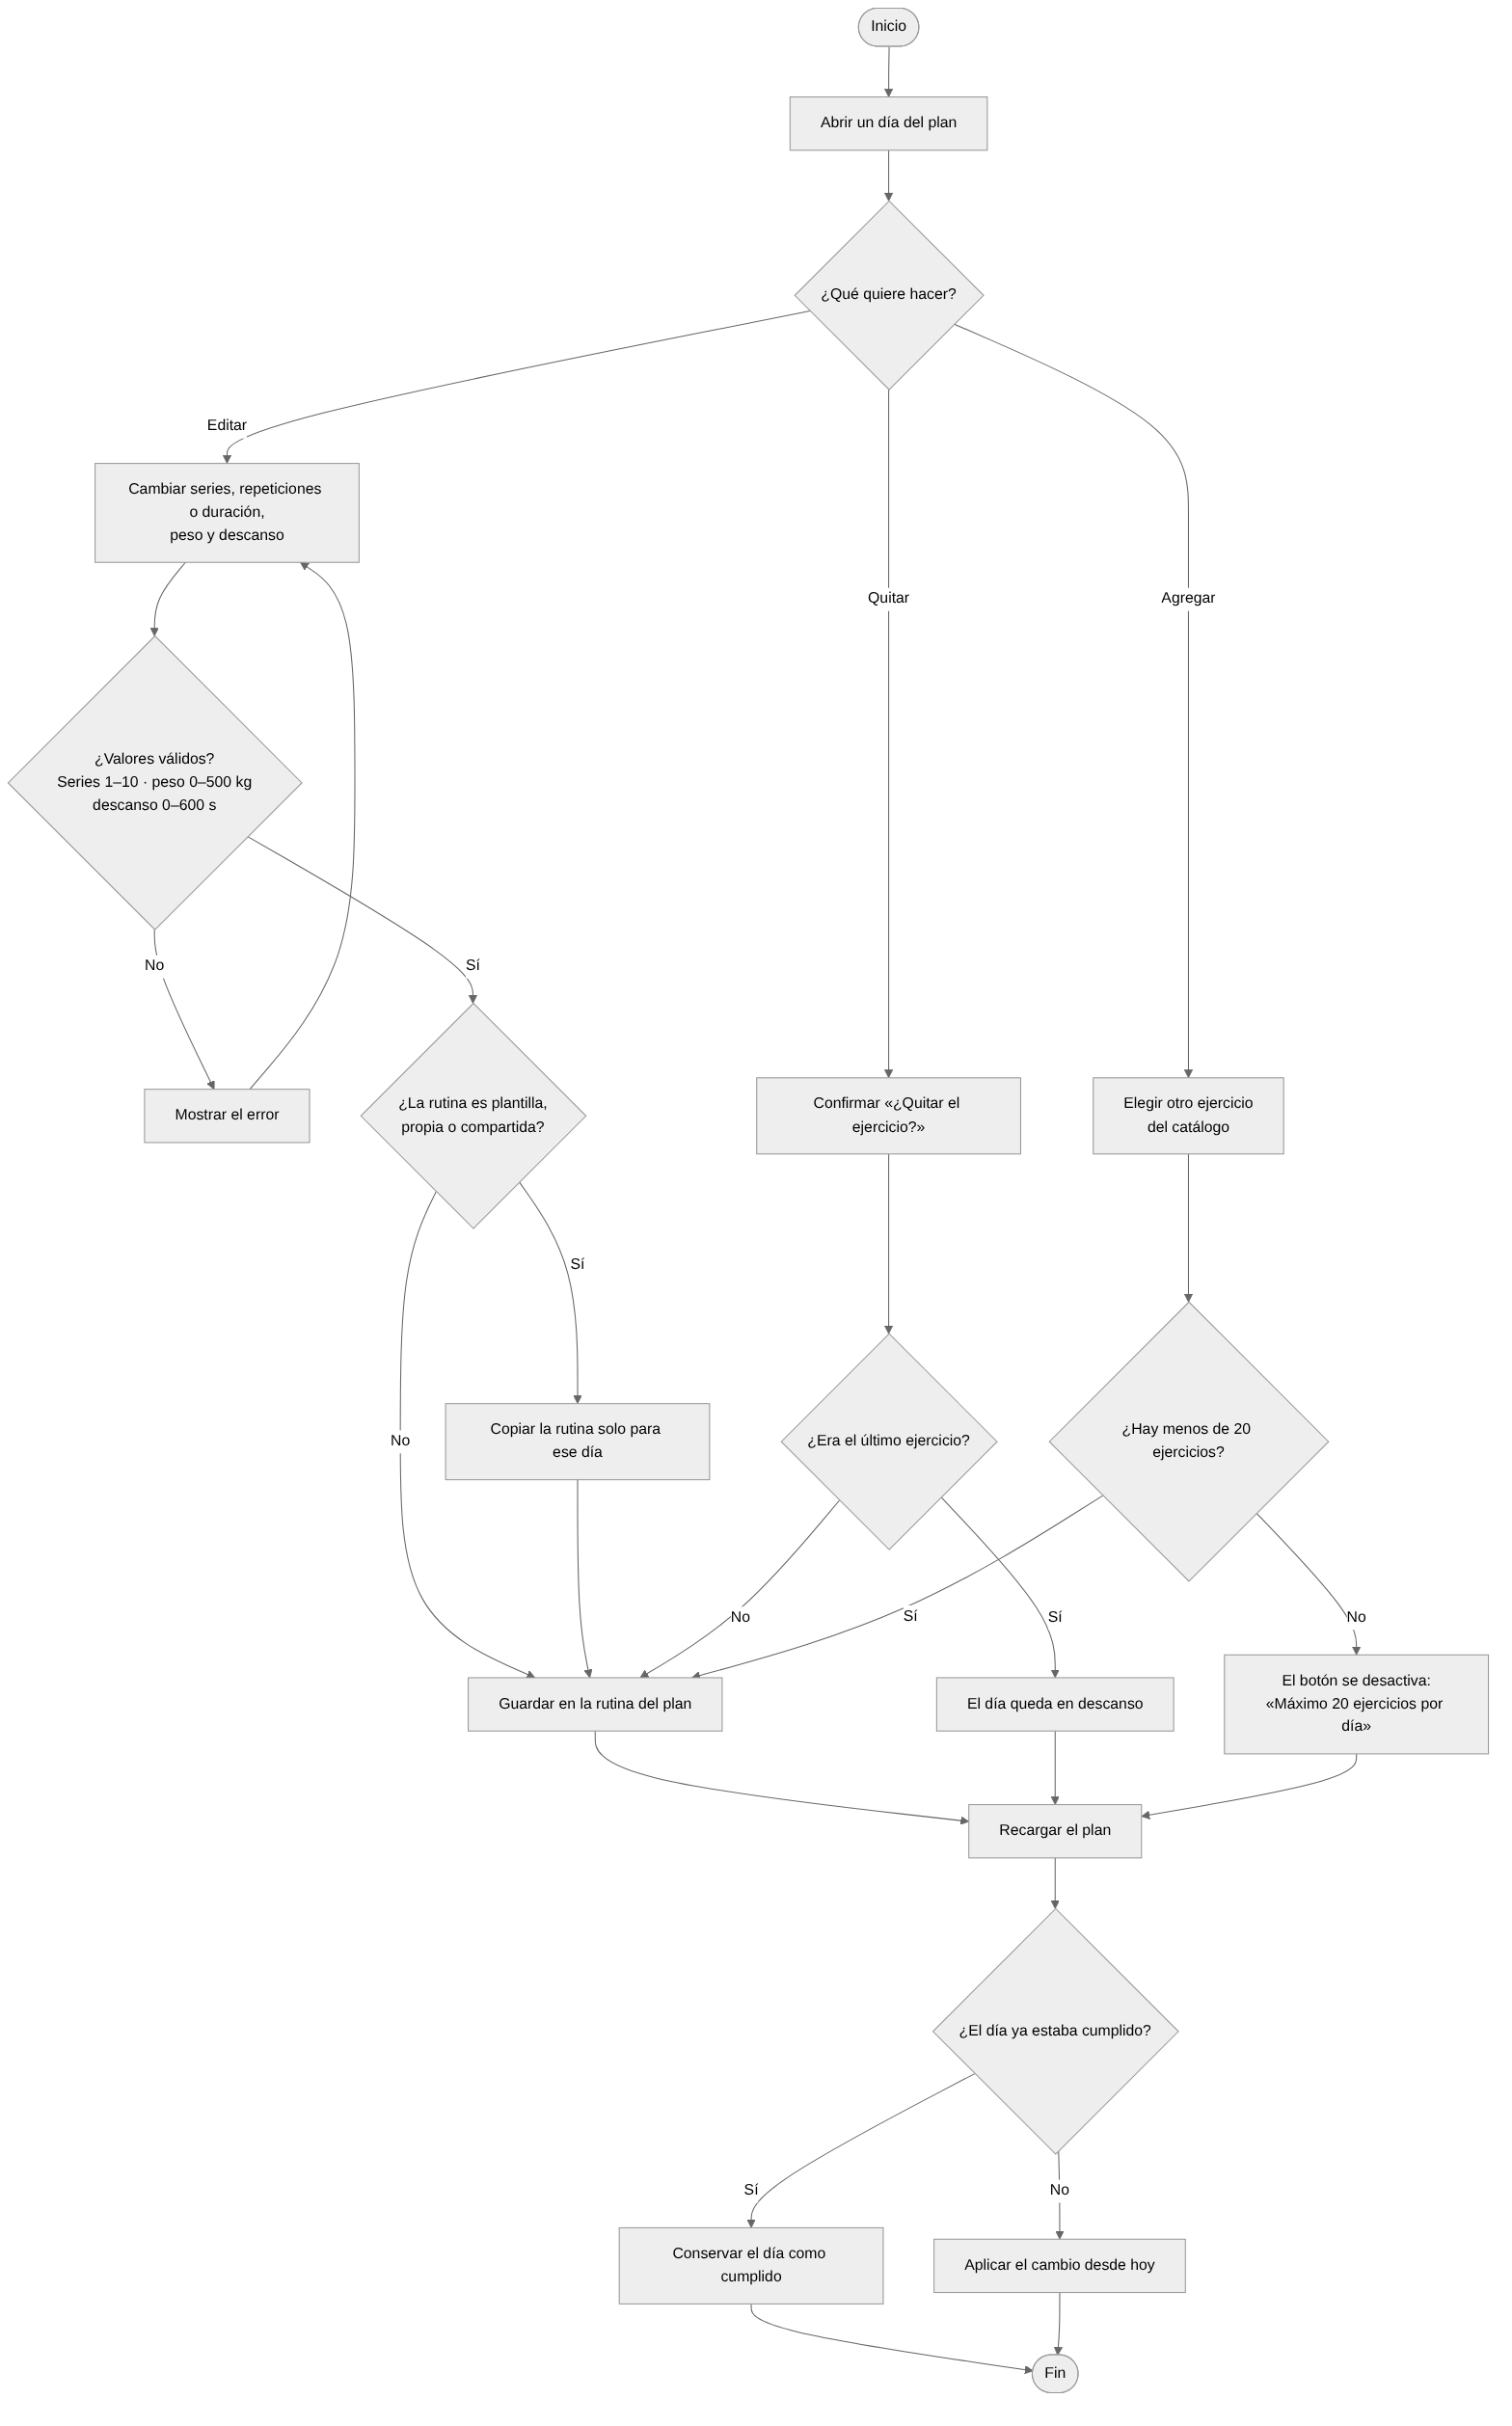 Inicio
Abrir un día del plan
¿Qué quiere hacer?
Editar
Cambiar series, repeticiones
o duración,
peso y descanso
Quitar
Agregar
¿Valores válidos?
Series 1–10 · peso 0–500 kg
descanso 0–600 s
No
Sí
Mostrar el error
¿La rutina es plantilla,
propia o compartida?
Confirmar «¿Quitar el
ejercicio?»
Elegir otro ejercicio
del catálogo
Sí
No
Copiar la rutina solo para
ese día
¿Era el último ejercicio?
¿Hay menos de 20
ejercicios?
No
Sí
Sí
No
Guardar en la rutina del plan
El día queda en descanso
El botón se desactiva:
«Máximo 20 ejercicios por
día»
Recargar el plan
¿El día ya estaba cumplido?
Sí
No
Conservar el día como
cumplido
Aplicar el cambio desde hoy
Fin